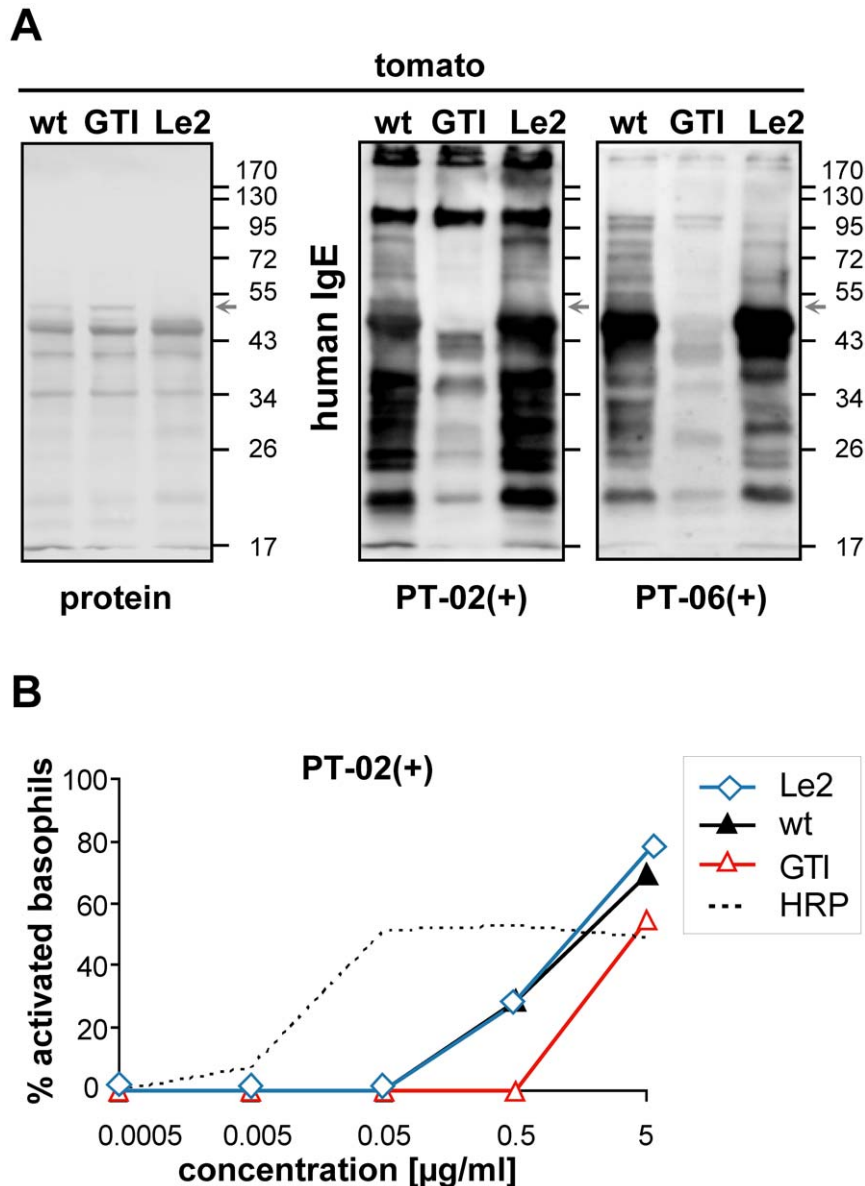 A
tomato
wt GTI Le2
wt GTI Le2
wt GTI Le2
170
130
95
72
55
43
34
26
17
human IgE
170
130
95
72
55
43
34
26
17
protein
PT-02(+)
PT-06(+)
B
PT-02(+)
% activated basophils
100
80
60
40
20
0
0.0005 0.005 0.05 0.5 5
concentration [µg/ml]
Le2
wt
GTI
HRP